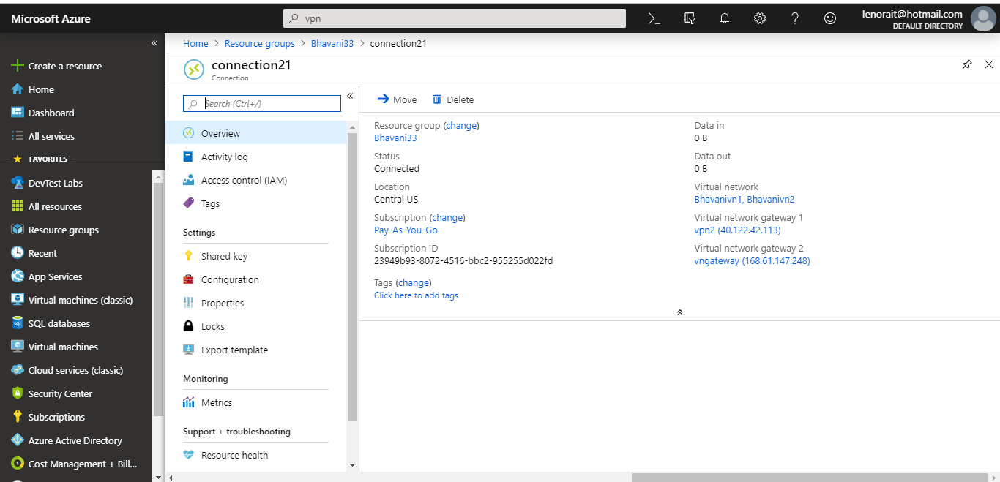 Microsoft Azure
vpn
lenorait@hotmail.com
DEFAULT DIRECTORY
Create a resource
Home
Dashboard
All services
FAVORITES
DevTest Labs
All resources
Resource groups
Recent
App Services
Virtual machines (classic)
SQL databases
Virtual machines
Cloud services (classic)
Security Center
Subscriptions
Azure Active Directory
Cost Management + Bill...
Home > Resource groups > Bhavani33 > connection21
connection21
Connection
Search (Ctrl+/)
Overview
Activity log
Access control (IAM)
Tags
Settings
Shared key
Configuration
Properties
Locks
Export template
Monitoring
Metrics
Support + troubleshooting
Resource health
Move Delete
Resource group (change)
Bhavani33
Status
Connected
Location
Central US
Subscription (change)
Pay-As-You-Go
Subscription ID
23949b93-8072-4516-bbc2-955255d022fd
Tags (change)
Click here to add tags
Data in
0 B
Data out
0 B
Virtual network
Bhavanivn1, Bhavanivn2
Virtual network gateway 1
vpn2 (40.122.42.113)
Virtual network gateway 2
vngateway (168.61.147.248)